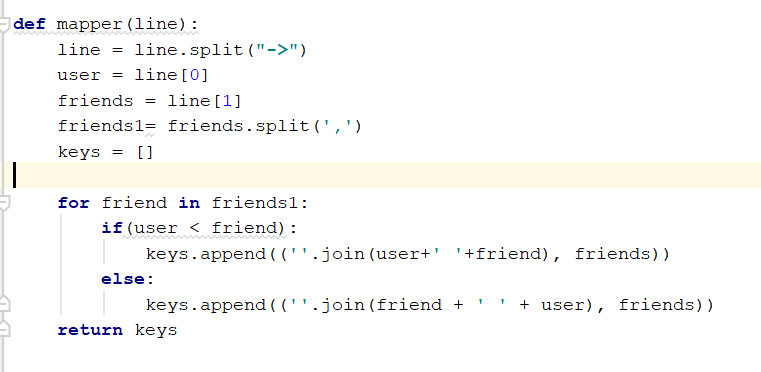 def mapper(line):
    line = line.split("->")
    user = line[0]
    friends = line[1]
    friends1= friends.split(',')
    keys = []

    for friend in friends1:
        if(user < friend):
            keys.append((''.join(user+' '+friend), friends))
        else:
            keys.append((''.join(friend + ' ' + user), friends))
    return keys